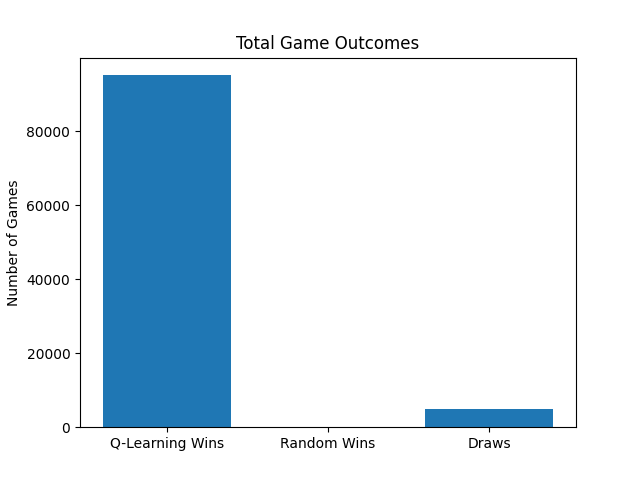 Total Game Outcomes
Number of Games
80000
60000
40000
20000
0
Q-Learning Wins
Random Wins
Draws